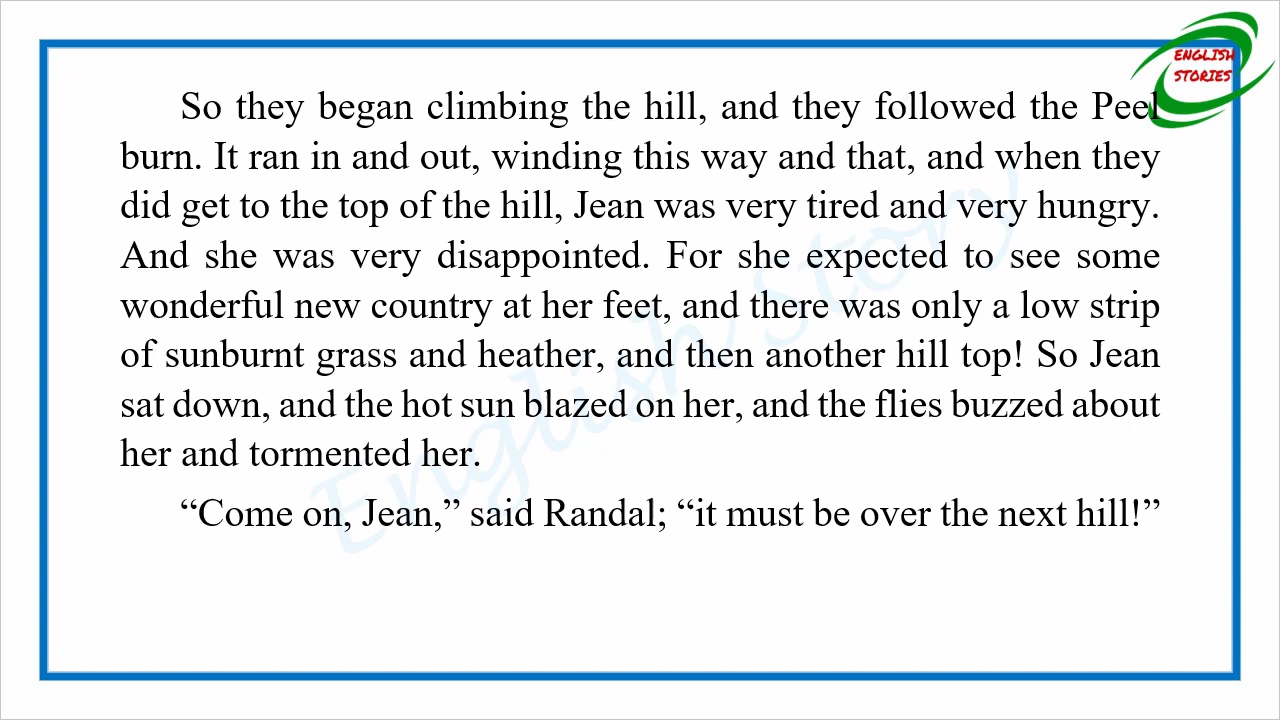 ENGLISH
STORIES
So they began climbing the hill, and they followed the Peel
burn. It ran in and out, winding this way and that, and when they
did get to the top of the hill, Jean was very tired and very hungry.
And she was very disappointed. For she expected to see some
wonderful new country at her feet, and there was only a low strip
of sunburnt grass and heather, and then another hill top! So Jean
sat down, and the hot sun blazed on her, and the flies buzzed about
her and tormented her.
“Come on, Jean,” said Randal; “it must be over the next hill!”
English Story